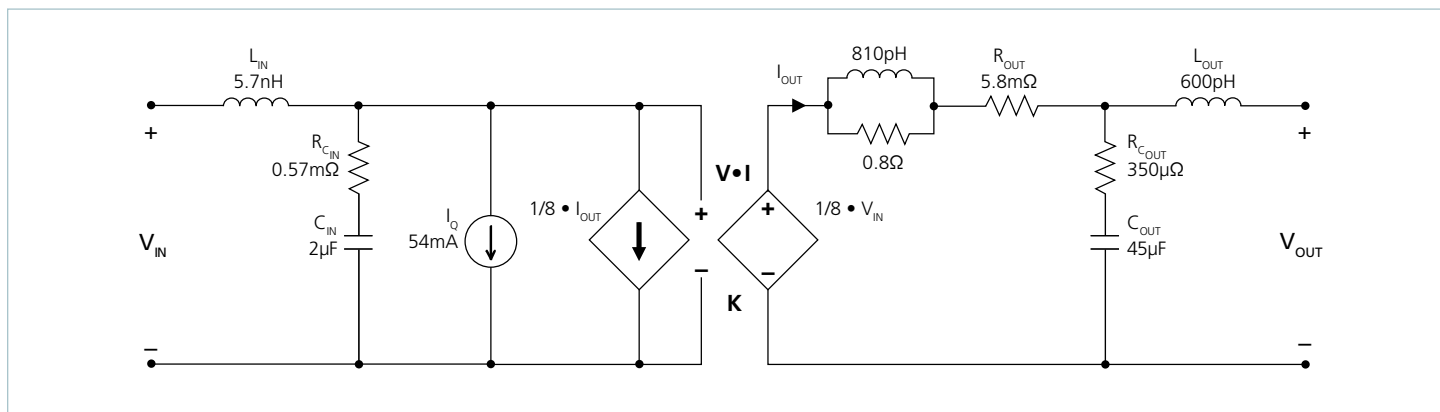 L_IN
5.7nH
+
V_IN
–
R_C_IN
0.57mΩ
C_IN
2µF
I_Q
54mA
1/8 • I_OUT
+
–
V•I
K
+
–
1/8 • V_IN
I_OUT
810pH
0.8Ω
R_OUT
5.8mΩ
L_OUT
600pH
R_C_OUT
350µΩ
C_OUT
45µF
+
V_OUT
–